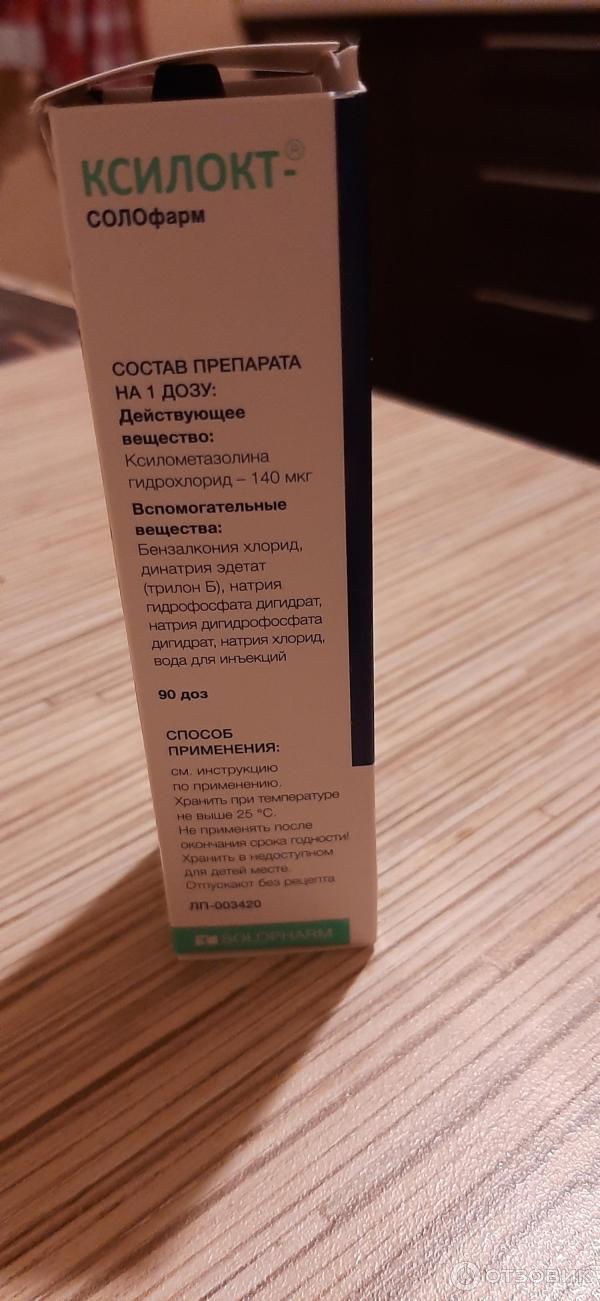 КСИЛОКТ-®
СОЛОфарм
СОСТАВ ПРЕПАРАТА
НА 1 ДОЗУ:
Действующее
вещество:
Ксилометазолина
гидрохлорид – 140 мкг
Вспомогательные
вещества:
Бензалкония хлорид,
динатрия эдетат
(трилон Б), натрия
гидрофосфата дигидрат,
натрия дигидрофосфата
дигидрат, натрия хлорид,
вода для инъекций
90 доз
СПОСОБ
ПРИМЕНЕНИЯ:
см. инструкцию
по применению.
Хранить при температуре
не выше 25 °С.
Не применять после
окончания срока годности!
Хранить в недоступном
для детей месте.
Отпускают без рецепта
ЛП-003420
SOLOPHARM
ОТЗОВИК